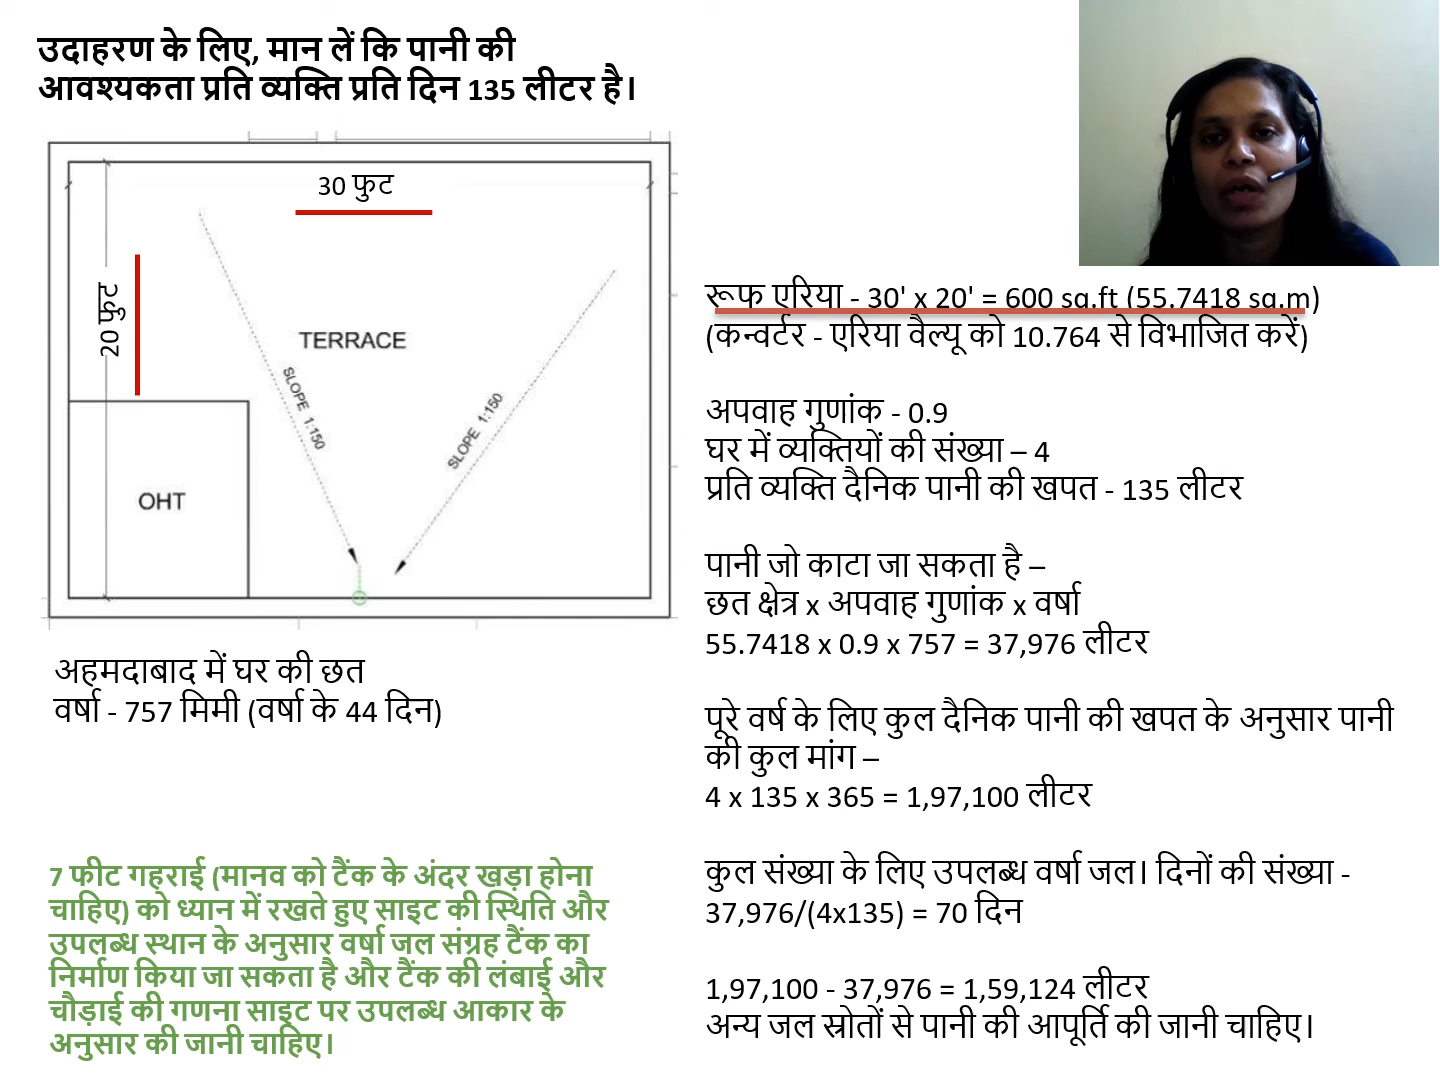 उदाहरण के लिए, मान लें कि पानी की
आवश्यकता प्रति व्यक्ति प्रति दिन 135 लीटर है।
30 फुट
20 फुट
TERRACE
SLOPE 1:150
SLOPE 1:150
OHT
अहमदाबाद में घर की छत
वर्षा - 757 मिमी (वर्षा के 44 दिन)
7 फीट गहराई (मानव को टैंक के अंदर खड़ा होना
चाहिए) को ध्यान में रखते हुए साइट की स्थिति और
उपलब्ध स्थान के अनुसार वर्षा जल संग्रह टैंक का
निर्माण किया जा सकता है और टैंक की लंबाई और
चौड़ाई की गणना साइट पर उपलब्ध आकार के
अनुसार की जानी चाहिए।
रूफ एरिया - 30' x 20' = 600 sq.ft (55.7418 sq.m)
(कन्वर्टर - एरिया वैल्यू को 10.764 से विभाजित करें)
अपवाह गुणांक - 0.9
घर में व्यक्तियों की संख्या – 4
प्रति व्यक्ति दैनिक पानी की खपत - 135 लीटर
पानी जो काटा जा सकता है –
छत क्षेत्र x अपवाह गुणांक x वर्षा
55.7418 x 0.9 x 757 = 37,976 लीटर
पूरे वर्ष के लिए कुल दैनिक पानी की खपत के अनुसार पानी
की कुल मांग –
4 x 135 x 365 = 1,97,100 लीटर
कुल संख्या के लिए उपलब्ध वर्षा जल। दिनों की संख्या -
37,976/(4x135) = 70 दिन
1,97,100 - 37,976 = 1,59,124 लीटर
अन्य जल स्रोतों से पानी की आपूर्ति की जानी चाहिए।